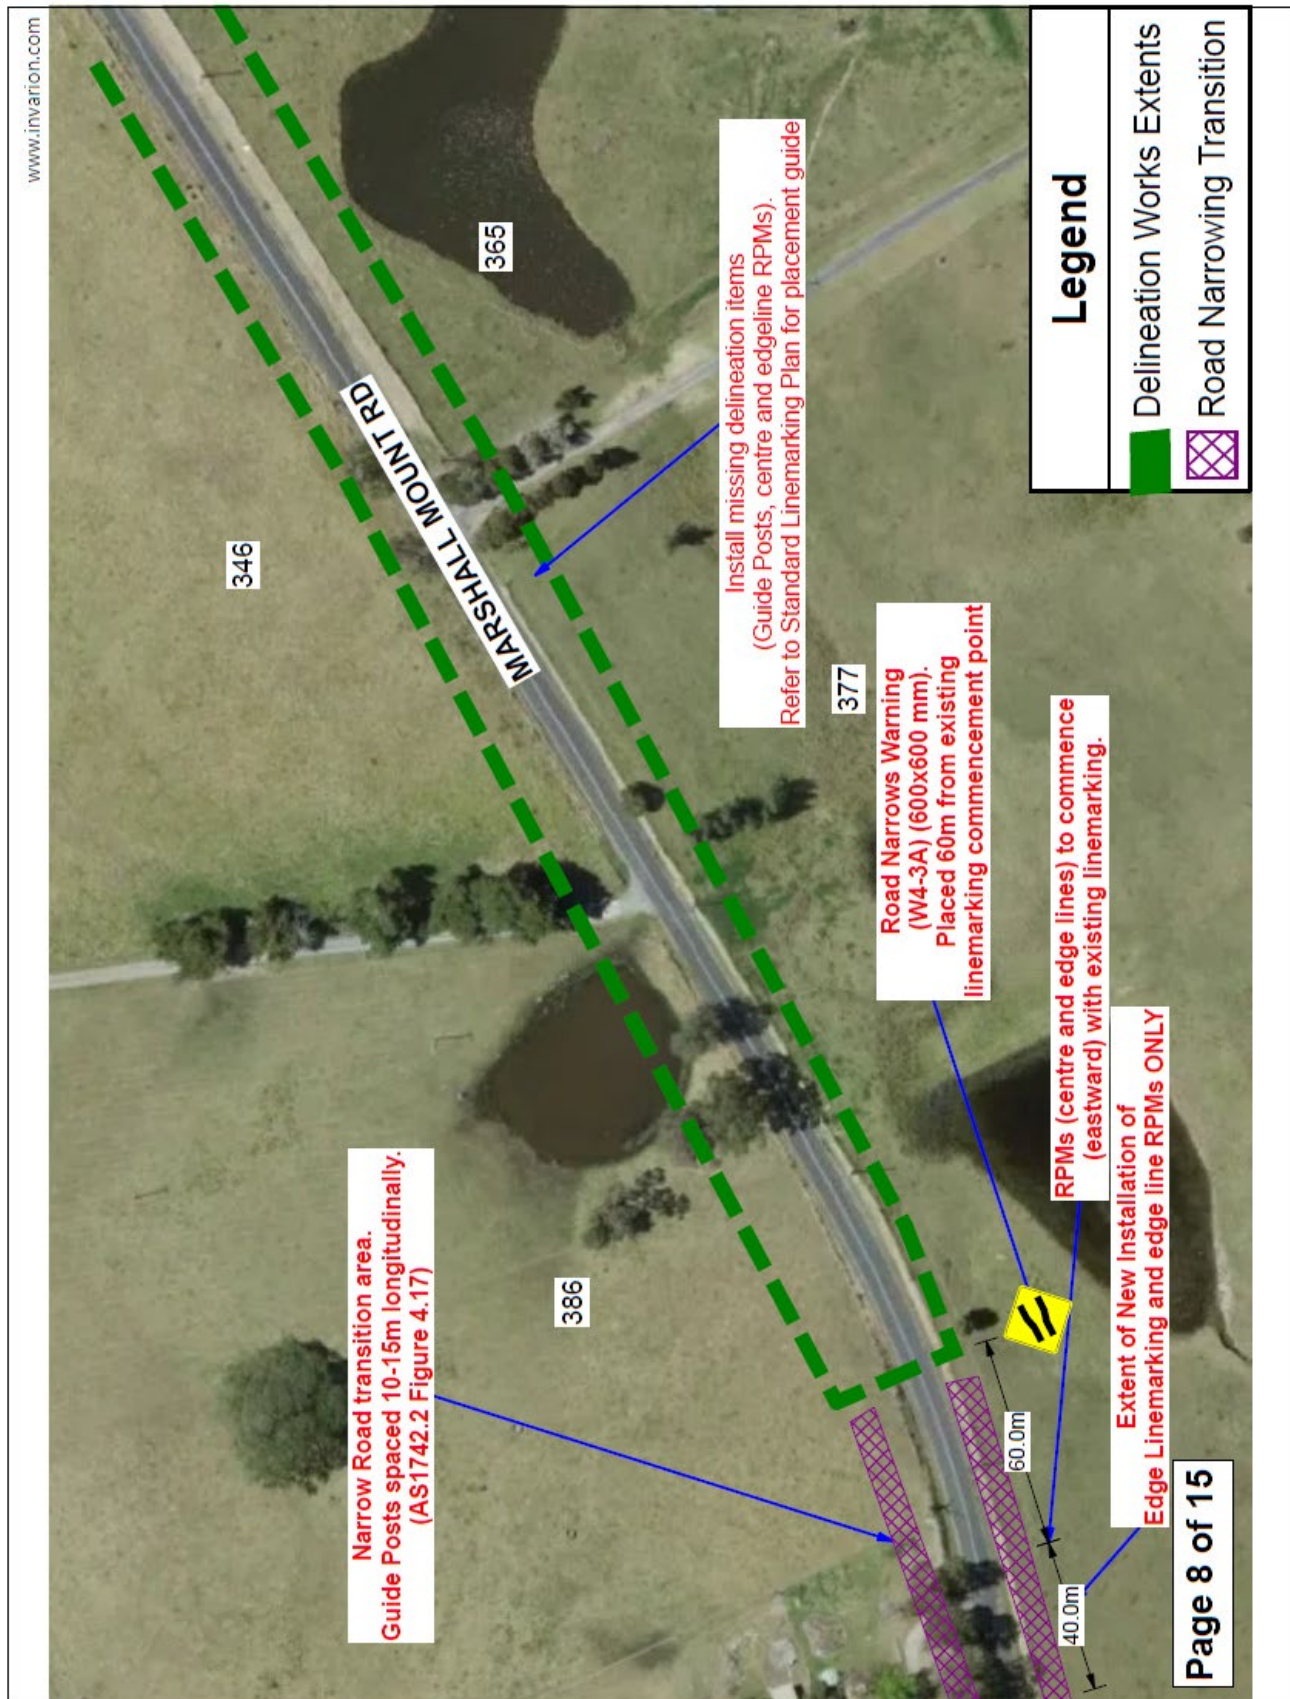 www.invarion.com
346
365
MARSHALL MOUNT RD
Install missing delineation items
(Guide Posts, centre and edgeline RPMs).
Refer to Standard Linemarking Plan for placement guide
377
Narrow Road transition area.
Guide Posts spaced 10-15m longitudinally.
(AS1742.2 Figure 4.17)
386
Road Narrows Warning
(W4-3A) (600x600 mm).
Placed 60m from existing
linemarking commencement point
RPMs (centre and edge lines) to commence
(eastward) with existing linemarking.
Extent of New Installation of
Edge Linemarking and edge line RPMs ONLY
60.0m
40.0m
Legend
Delineation Works Extents
Road Narrowing Transition
Page 8 of 15